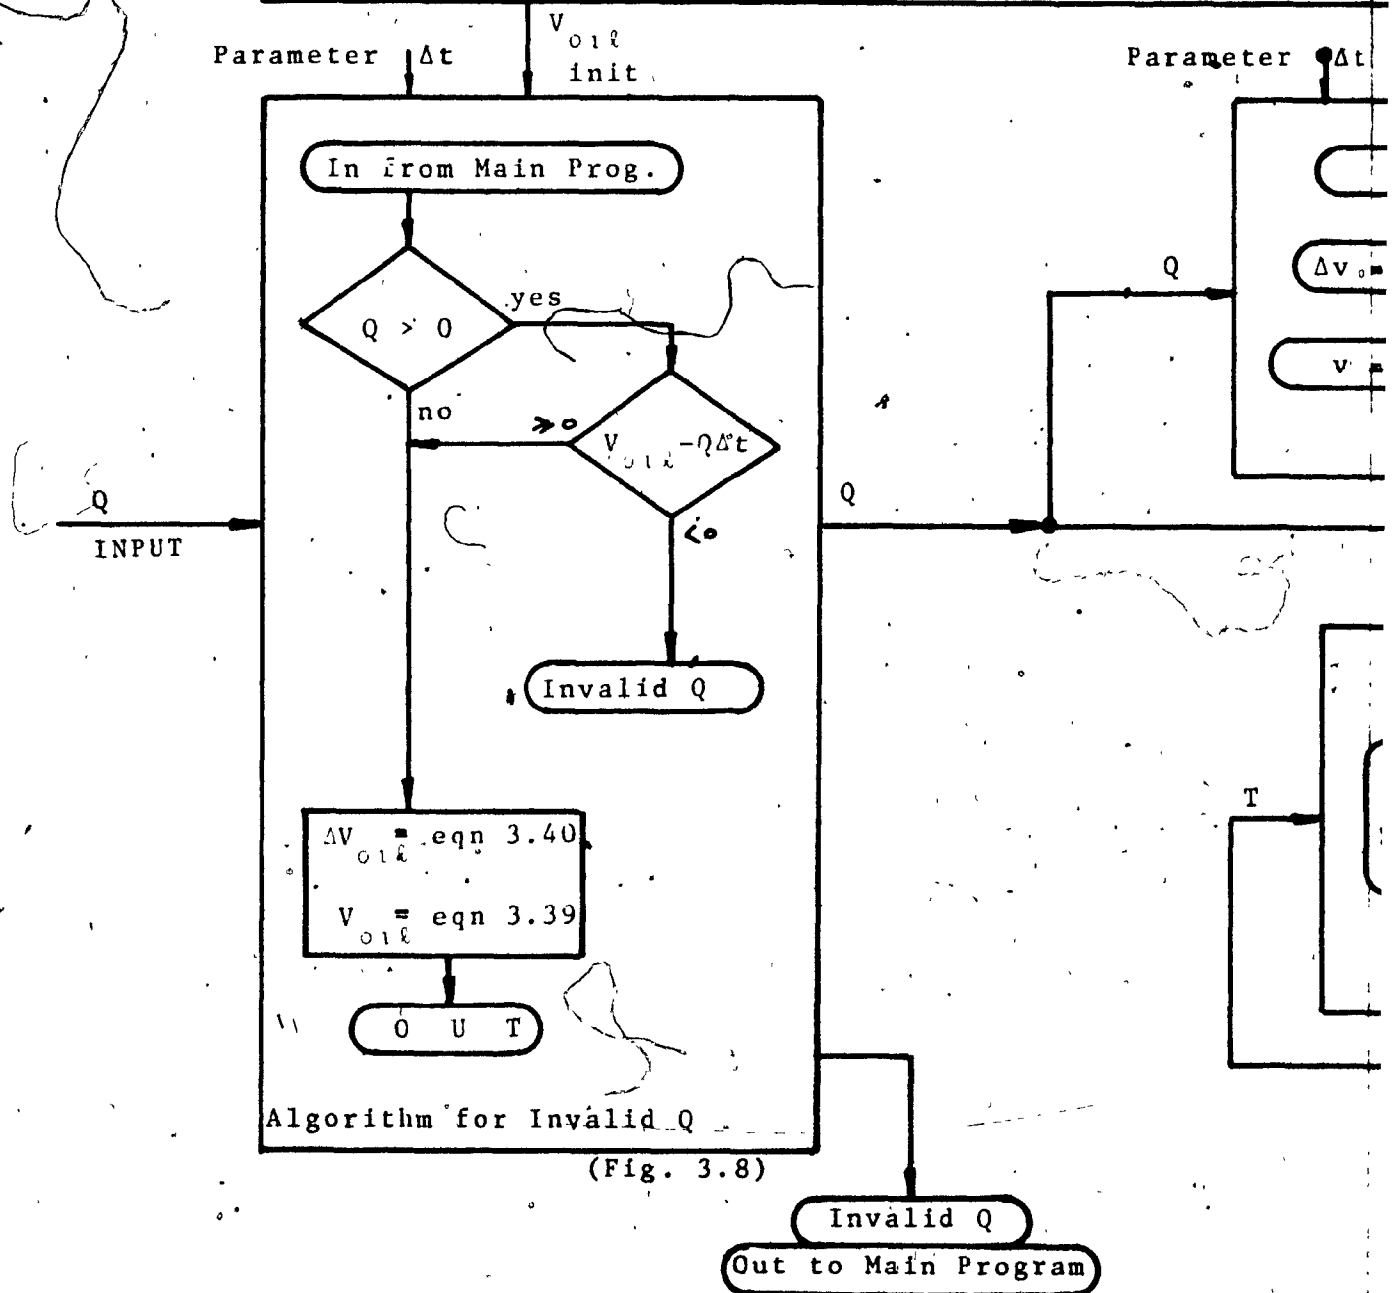 Parameter Δt
V oil
init
Parameter Δt
In from Main Prog.
Q > 0
yes
no
≥0
V oil -QΔt
<0
Invalid Q
Q
INPUT
Q
Q
Δv o =
v =
T
ΔV oil = eqn 3.40
V oil = eqn 3.39
O U T
Algorithm for Invalid Q
(Fig. 3.8)
Invalid Q
Out to Main Program